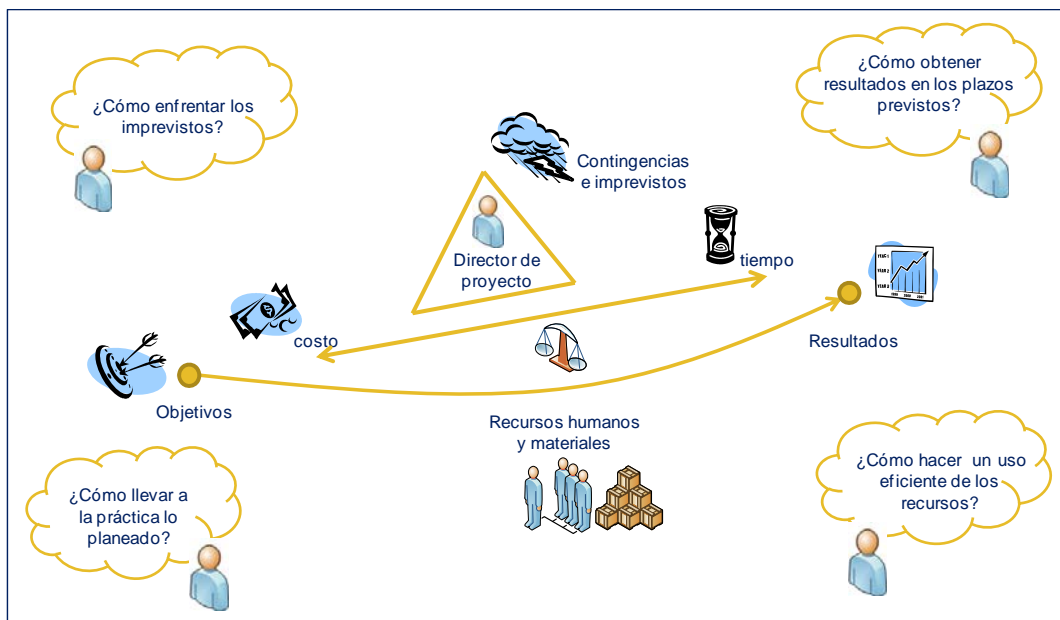 ¿Cómo enfrentar los
imprevistos?
¿Cómo obtener
resultados en los plazos
previstos?
Contingencias
e imprevistos
Director de
proyecto
tiempo
costo
Objetivos
Resultados
Recursos humanos
y materiales
¿Cómo llevar a
la práctica lo
planeado?
¿Cómo hacer un uso
eficiente de los
recursos?